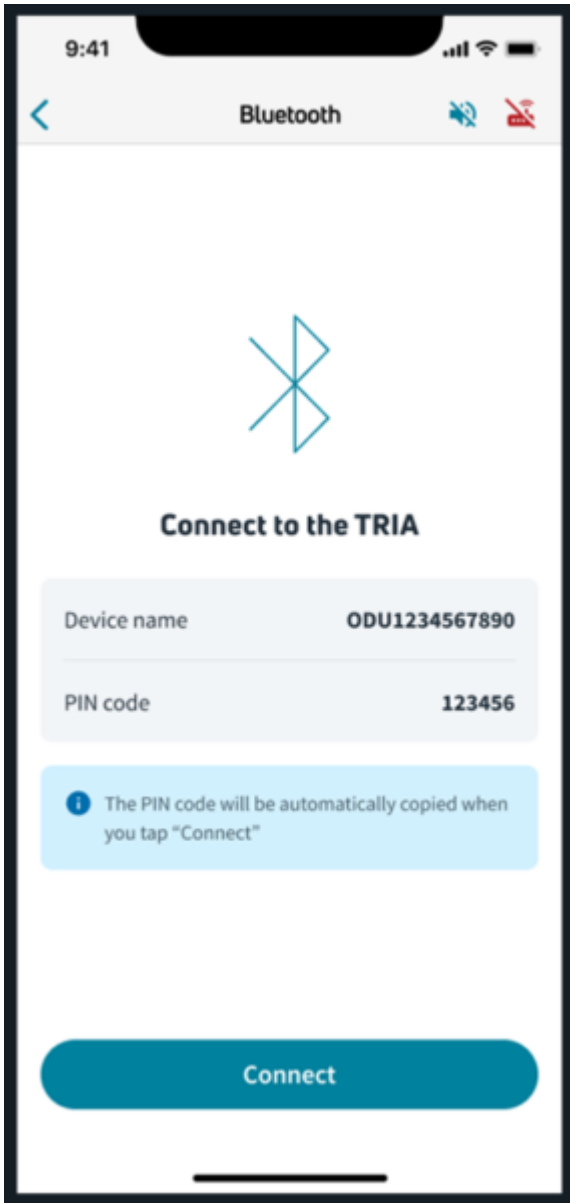 9:41
Bluetooth
Connect to the TRIA
Device name ODU1234567890
PIN code 123456
The PIN code will be automatically copied when
you tap “Connect”
Connect